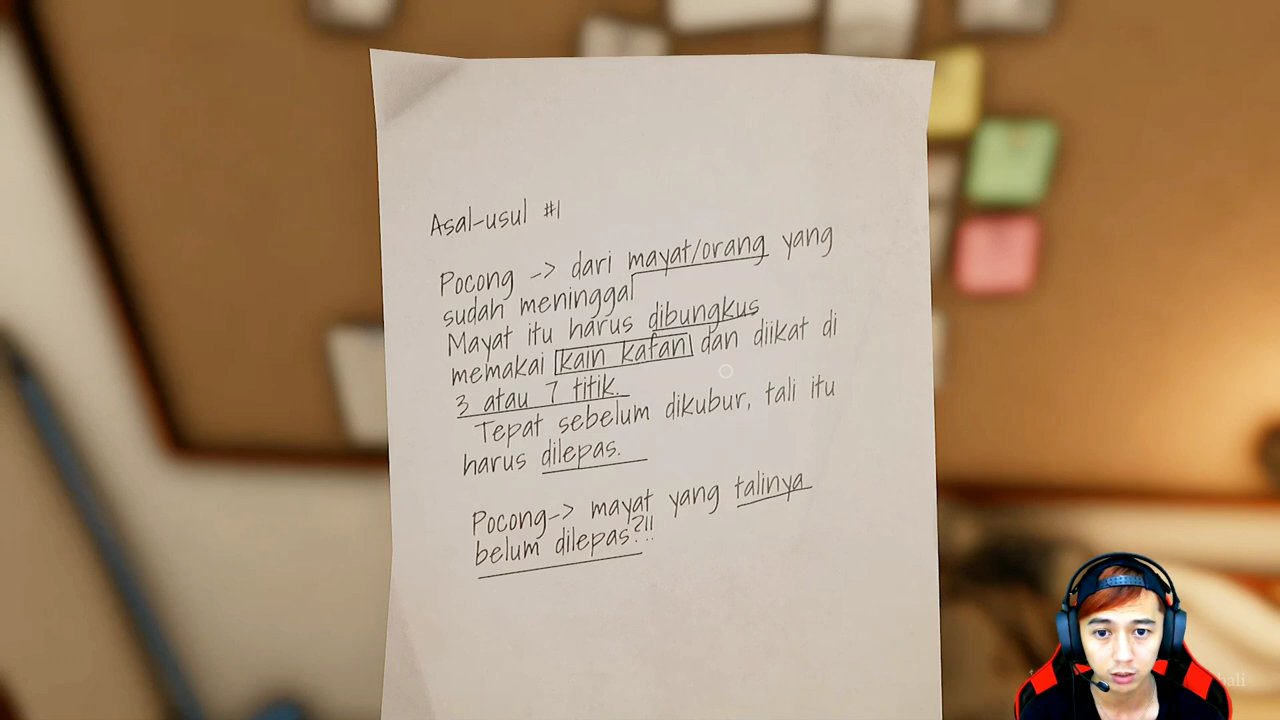 Asal-usul #1
Pocong -> dari mayat/orang yang
sudah meninggal
Mayat itu harus dibungkus
memakai kain kafan dan diikat di
3 atau 7 titik.
Tepat sebelum dikubur, tali itu
harus dilepas.
Pocong-> mayat yang talinya
belum dilepas?!!